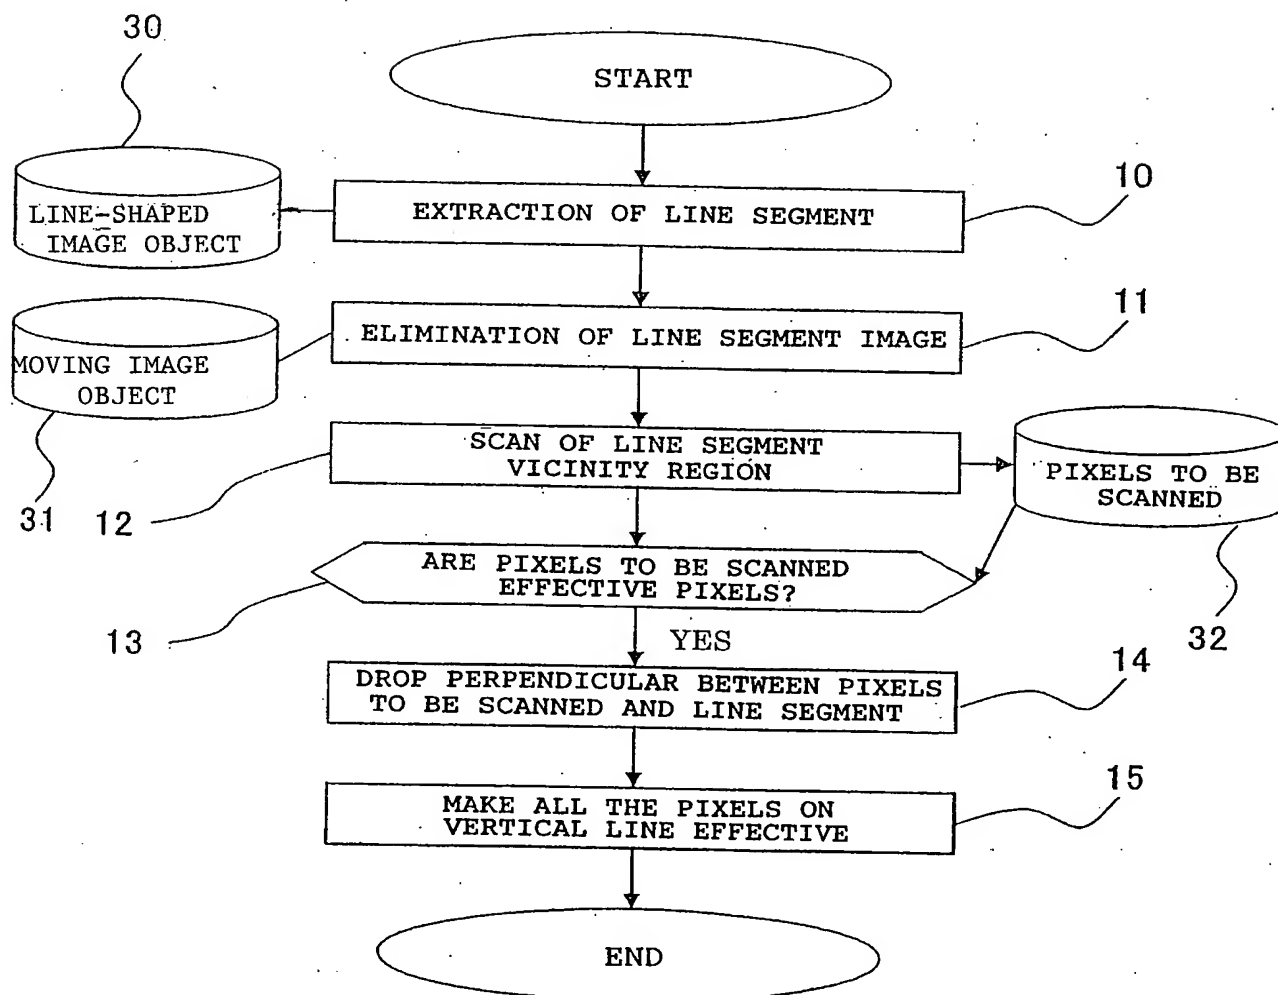 30
START
10
LINE-SHAPED
IMAGE OBJECT
EXTRACTION OF LINE SEGMENT
11
MOVING IMAGE
OBJECT
ELIMINATION OF LINE SEGMENT IMAGE
31
12
SCAN OF LINE SEGMENT
VICINITY REGION
PIXELS TO BE
SCANNED
32
13
ARE PIXELS TO BE SCANNED
EFFECTIVE PIXELS?
YES
14
DROP PERPENDICULAR BETWEEN PIXELS
TO BE SCANNED AND LINE SEGMENT
15
MAKE ALL THE PIXELS ON
VERTICAL LINE EFFECTIVE
END